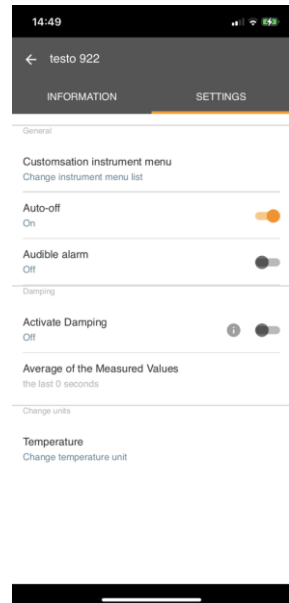 14:49
testo 922
INFORMATION SETTINGS
General
Customsation instrument menu
Change instrument menu list
Auto-off
On
Audible alarm
Off
Damping
Activate Damping
Off
Average of the Measured Values
the last 0 seconds
Change units
Temperature
Change temperature unit